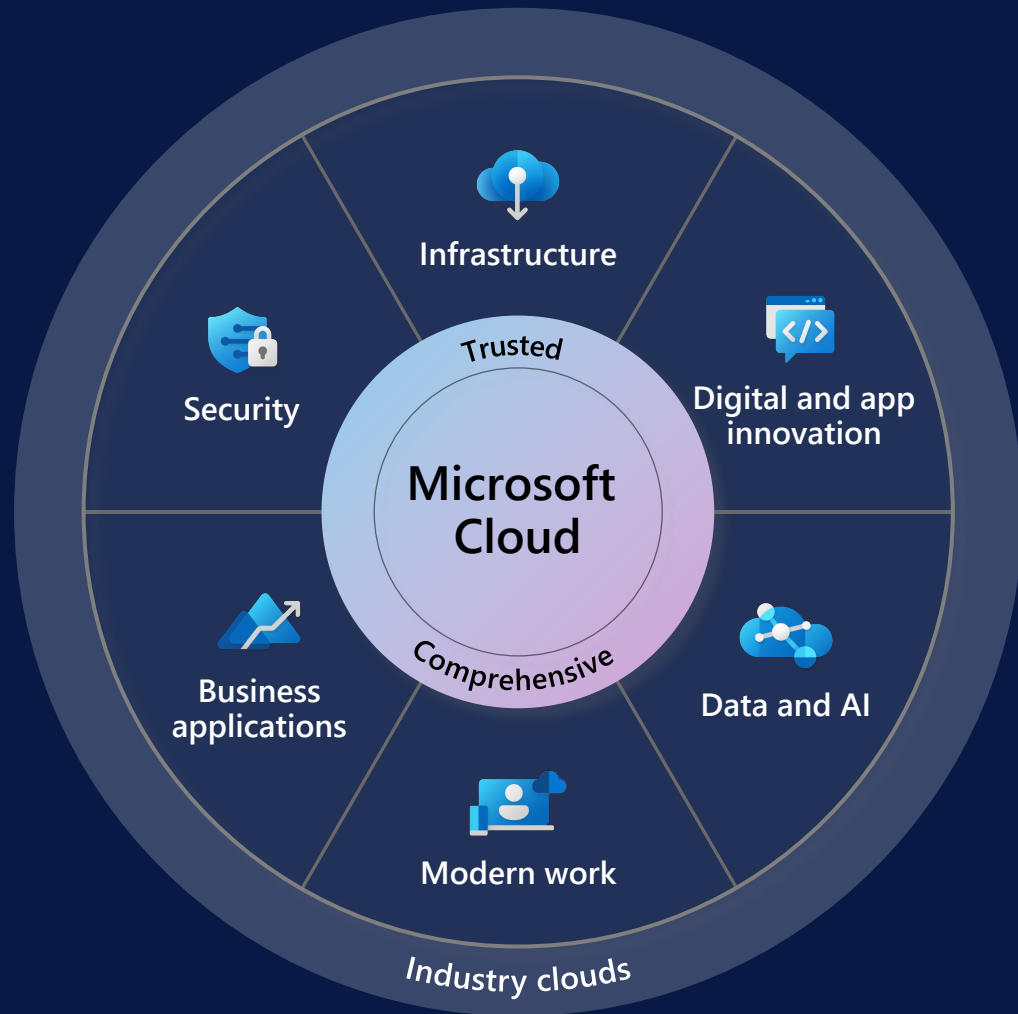 Infrastructure
Trusted
Digital and app
innovation
Security
Microsoft
Cloud
Comprehensive
Business
applications
Data and AI
Modern work
Industry clouds